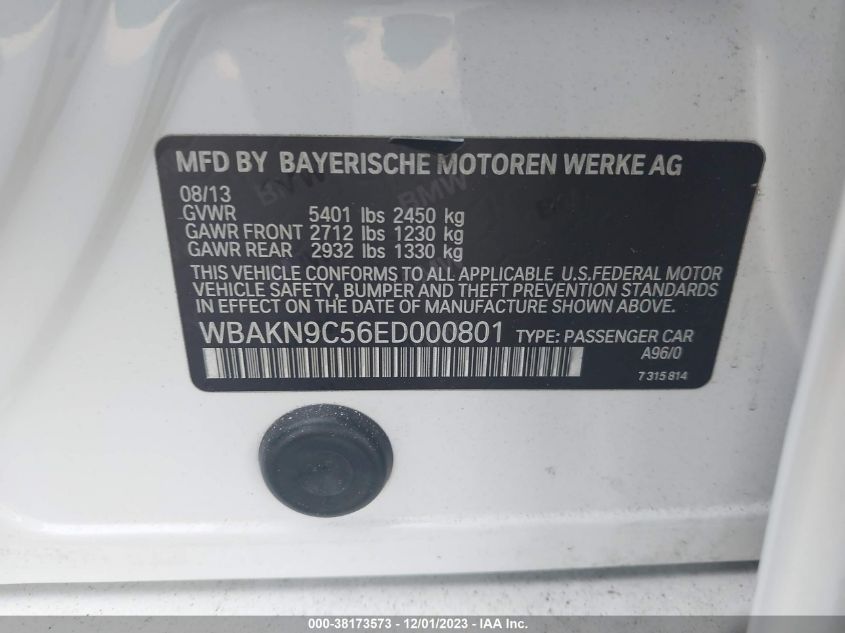 MFD BY BAYERISCHE MOTOREN WERKE AG
08/13
GVWR 5401 lbs 2450 kg
GAWR FRONT 2712 lbs 1230 kg
GAWR REAR 2932 lbs 1330 kg
THIS VEHICLE CONFORMS TO ALL APPLICABLE U.S.FEDERAL MOTOR
VEHICLE SAFETY, BUMPER AND THEFT PREVENTION STANDARDS
IN EFFECT ON THE DATE OF MANUFACTURE SHOWN ABOVE.
WBAKN9C56ED000801 TYPE: PASSENGER CAR
A96/0
7 315 814
000-38173573 - 12/01/2023 - IAA Inc.